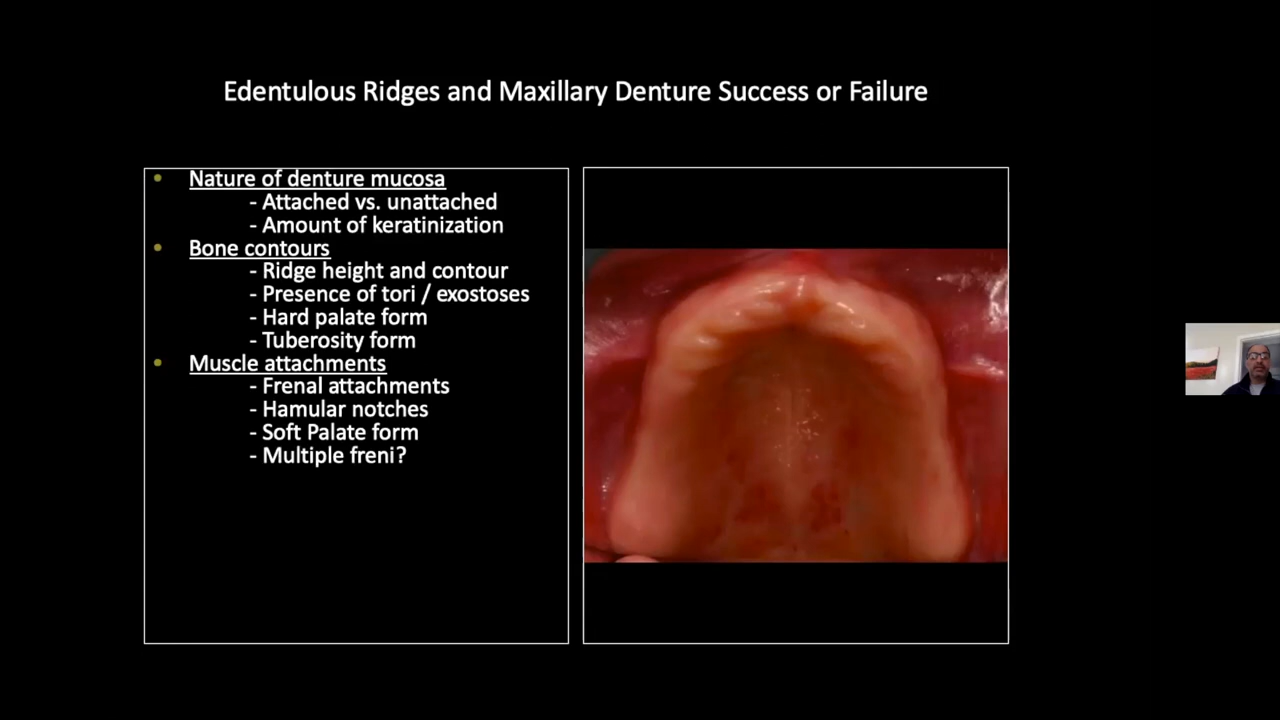 Edentulous Ridges and Maxillary Denture Success or Failure
• Nature of denture mucosa
- Attached vs. unattached
- Amount of keratinization
• Bone contours
- Ridge height and contour
- Presence of tori / exostoses
- Hard palate form
- Tuberosity form
• Muscle attachments
- Frenal attachments
- Hamular notches
- Soft Palate form
- Multiple freni?